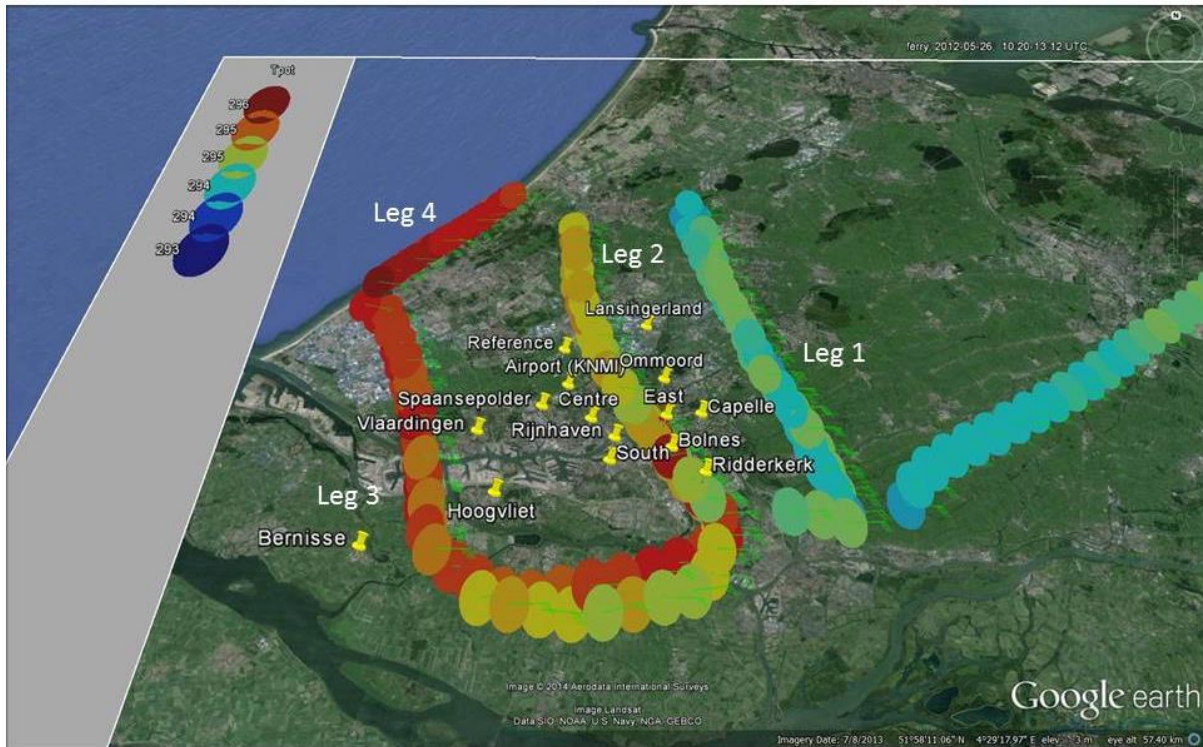 ferry, 2012-05-26  10:20-13:12 UTC
Tpot
296
295
295
294
294
293
Leg 4
Leg 2
Lansingerland
Reference
Airport (KNMI)
Ommoord
Leg 1
Spaansepolder
Centre
East
Capelle
Vlaardingen
Rijnhaven
Bolnes
South
Ridderkerk
Leg 3
Hoogvliet
Bernisse
Image © 2014 Aerodata International Surveys
Image Landsat
Data SIO, NOAA, U.S. Navy, NGA, GEBCO
Google earth
Imagery Date: 7/8/2013 51°58'11.06" N 4°29'17.97" E elev -3 m eye alt 57.40 km